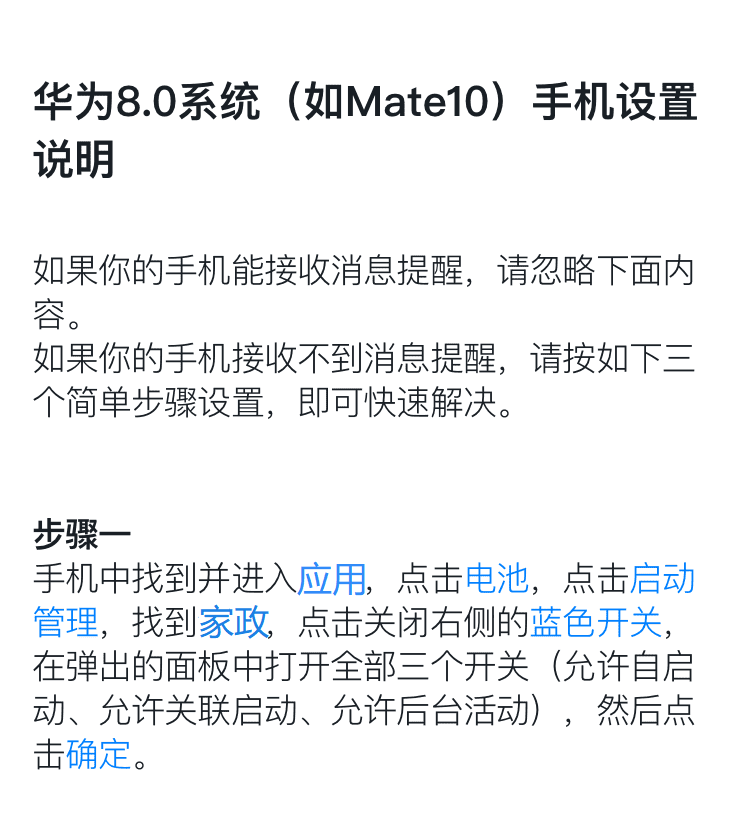 华为8.0系统（如Mate10）手机设置
说明
如果你的手机能接收消息提醒，请忽略下面内
容。
如果你的手机接收不到消息提醒，请按如下三
个简单步骤设置，即可快速解决。
步骤一
手机中找到并进入应用，点击电池，点击启动
管理，找到家政，点击关闭右侧的蓝色开关，
在弹出的面板中打开全部三个开关（允许自启
动、允许关联启动、允许后台活动），然后点
击确定。